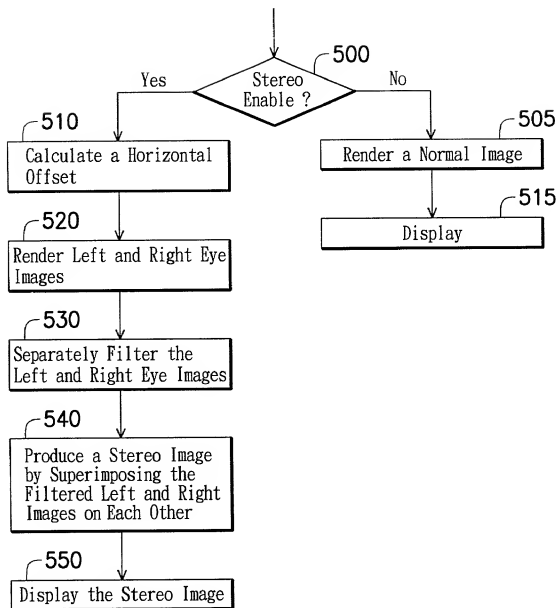 500
Stereo
Enable ?
Yes
No
510
Calculate a Horizontal
Offset
505
Render a Normal Image
515
Display
520
Render Left and Right Eye
Images
530
Separately Filter the
Left and Right Eye Images
540
Produce a Stereo Image
by Superimposing the
Filtered Left and Right
Images on Each Other
550
Display the Stereo Image